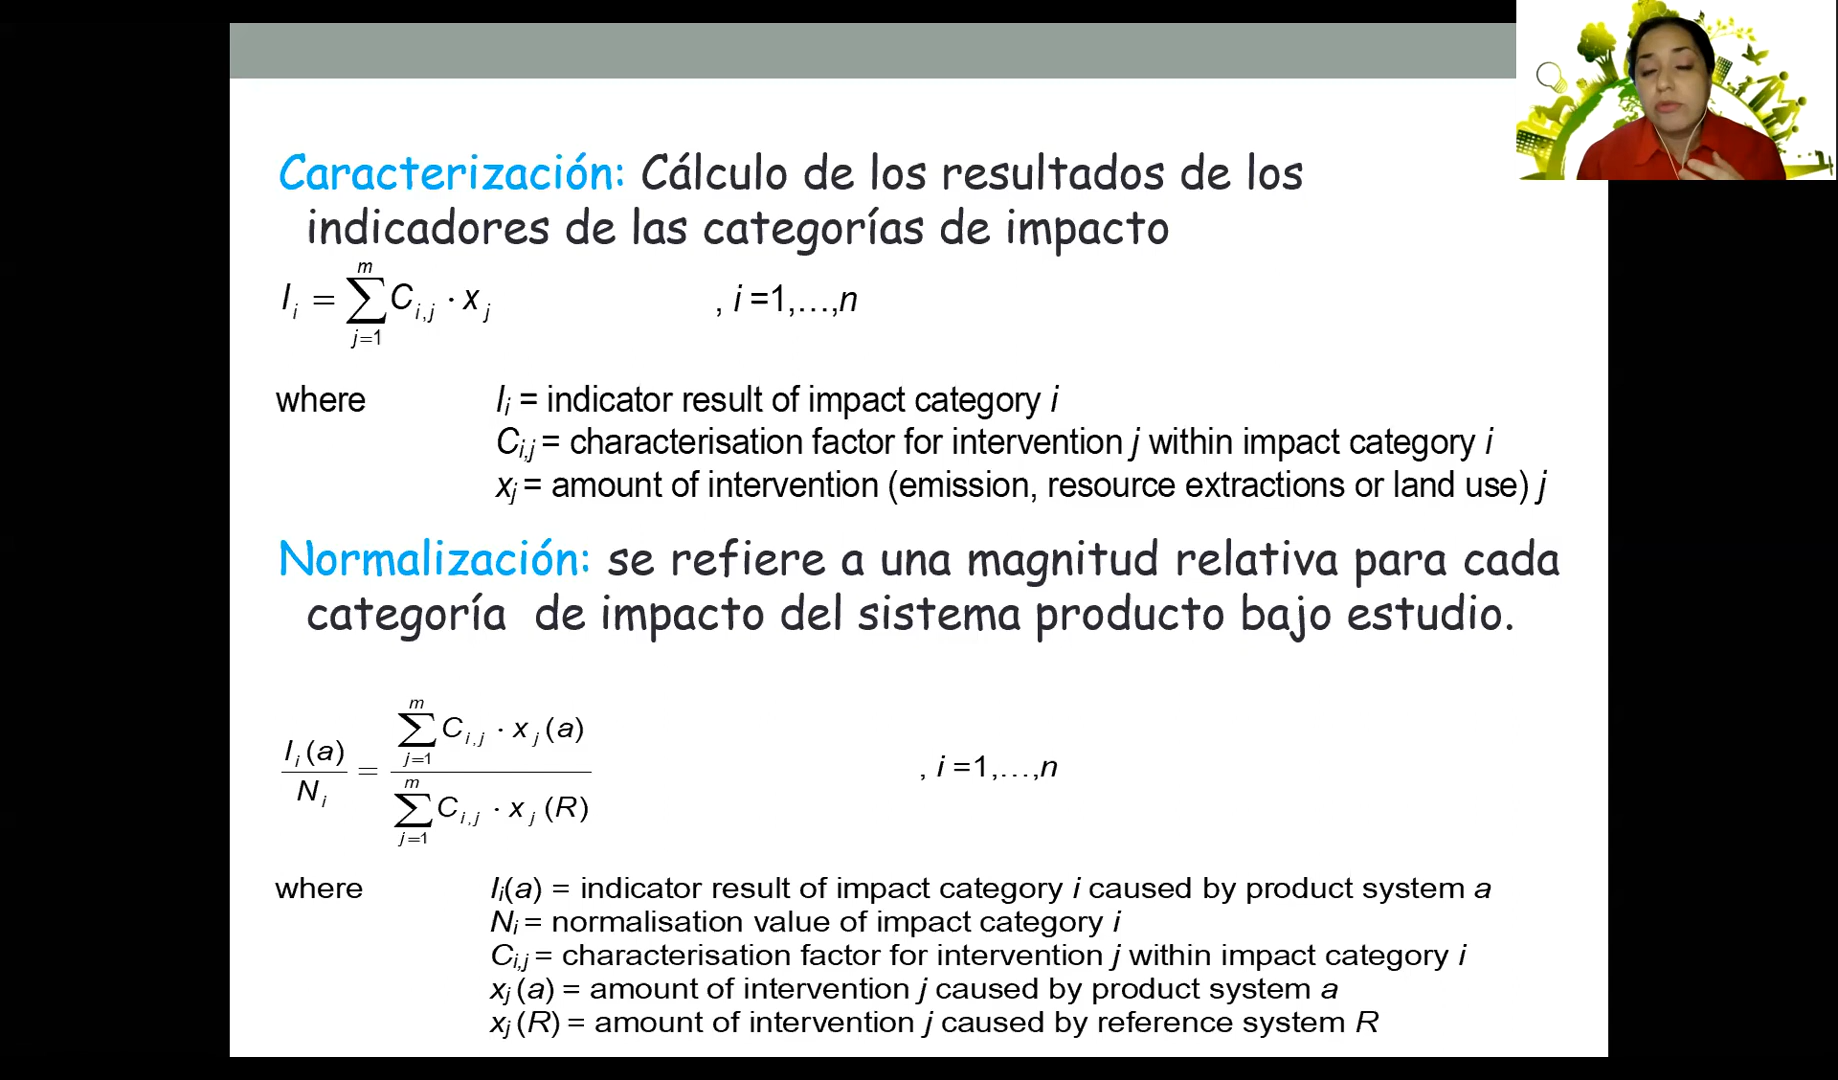 Caracterización: Cálculo de los resultados de los
indicadores de las categorías de impacto
I_i = \sum_{j=1}^{m} C_{i,j} · x_j , i =1,…,n
where I_i = indicator result of impact category i
C_{i,j} = characterisation factor for intervention j within impact category i
x_j = amount of intervention (emission, resource extractions or land use) j
Normalización: se refiere a una magnitud relativa para cada
categoría de impacto del sistema producto bajo estudio.
\frac{I_i(a)}{N_i} = \frac{\sum_{j=1}^{m} C_{i,j} · x_j(a)}{\sum_{j=1}^{m} C_{i,j} · x_j(R)} , i =1,…,n
where I_i(a) = indicator result of impact category i caused by product system a
N_i = normalisation value of impact category i
C_{i,j} = characterisation factor for intervention j within impact category i
x_j (a) = amount of intervention j caused by product system a
x_j (R) = amount of intervention j caused by reference system R